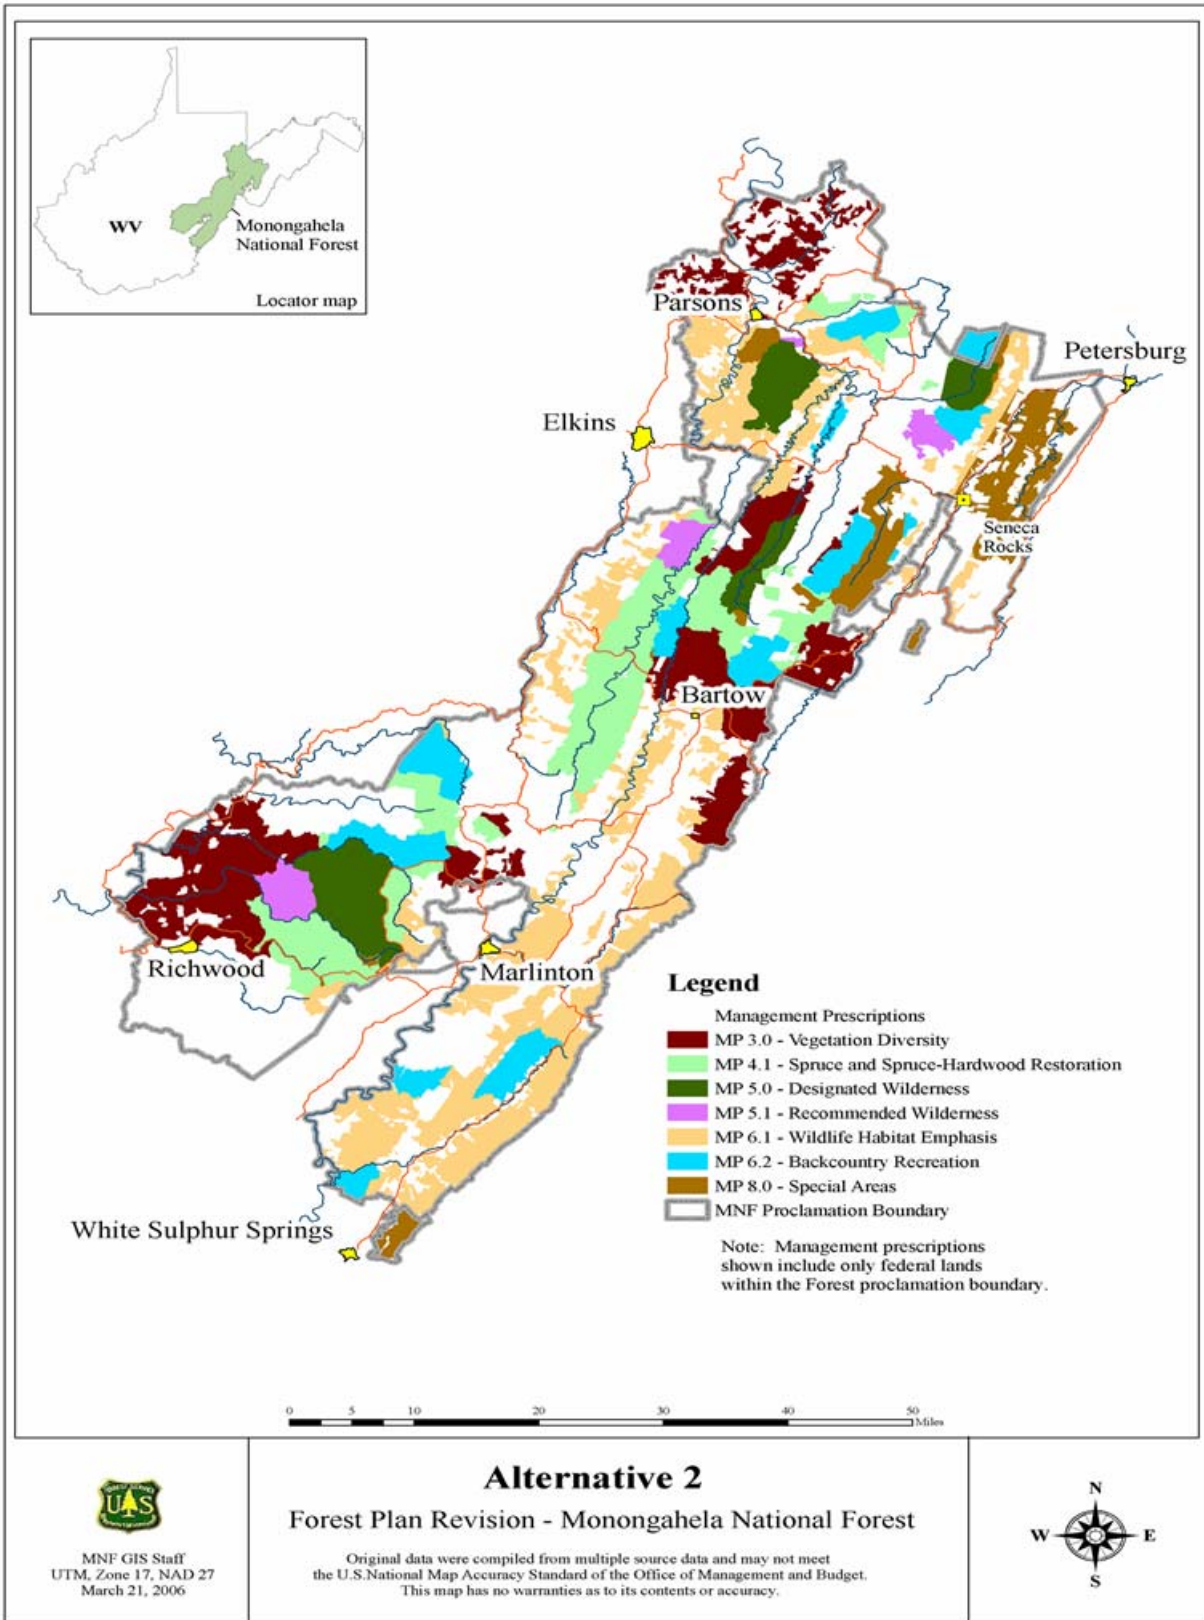 WV
Monongahela
National Forest
Locator map
Parsons
Petersburg
Elkins
Seneca
Rocks
Bartow
Richwood
Marlinton
White Sulphur Springs
Legend
Management Prescriptions
MP 3.0 - Vegetation Diversity
MP 4.1 - Spruce and Spruce-Hardwood Restoration
MP 5.0 - Designated Wilderness
MP 5.1 - Recommended Wilderness
MP 6.1 - Wildlife Habitat Emphasis
MP 6.2 - Backcountry Recreation
MP 8.0 - Special Areas
MNF Proclamation Boundary
Note: Management prescriptions
shown include only federal lands
within the Forest proclamation boundary.
0 5 10 20 30 40 50
Miles
U S
MNF GIS Staff
UTM, Zone 17, NAD 27
March 21, 2006
Alternative 2
Forest Plan Revision - Monongahela National Forest
Original data were compiled from multiple source data and may not meet
the U.S.National Map Accuracy Standard of the Office of Management and Budget.
This map has no warranties as to its contents or accuracy.
N
W E
S